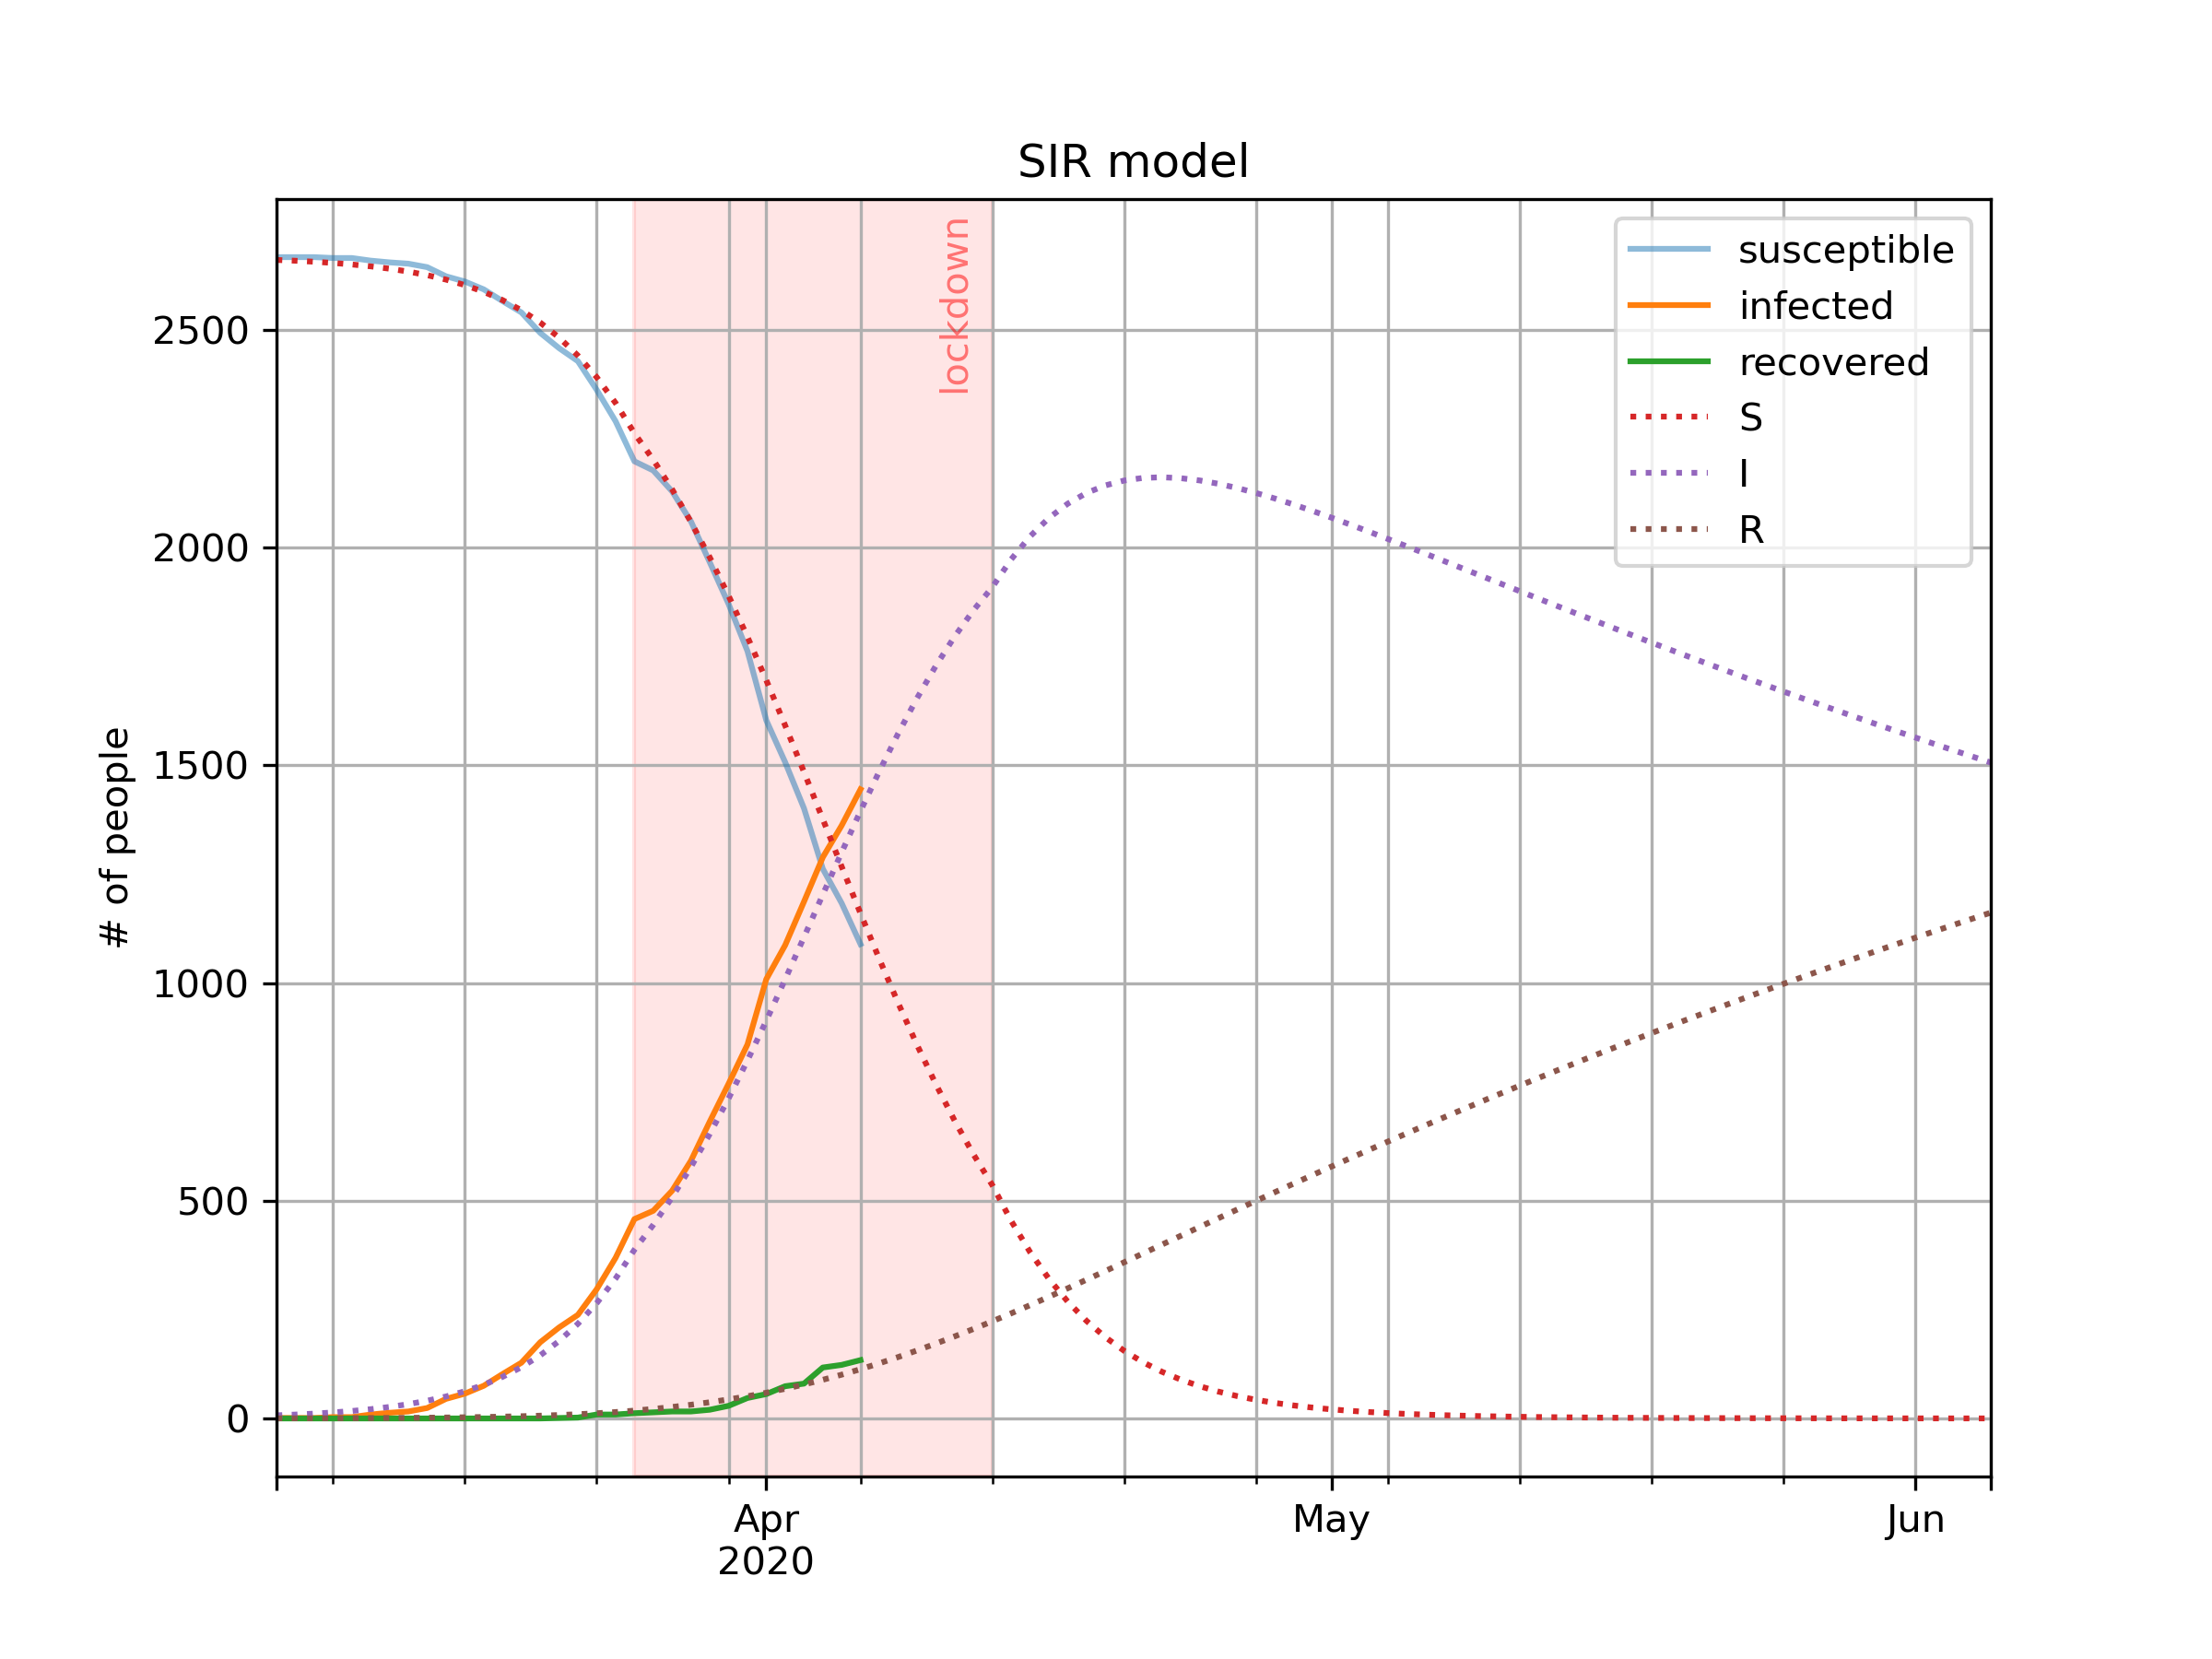 SIR model
lockdown
susceptible
infected
recovered
S
I
R
# of people
2500
2000
1500
1000
500
0
Apr
2020
May
Jun